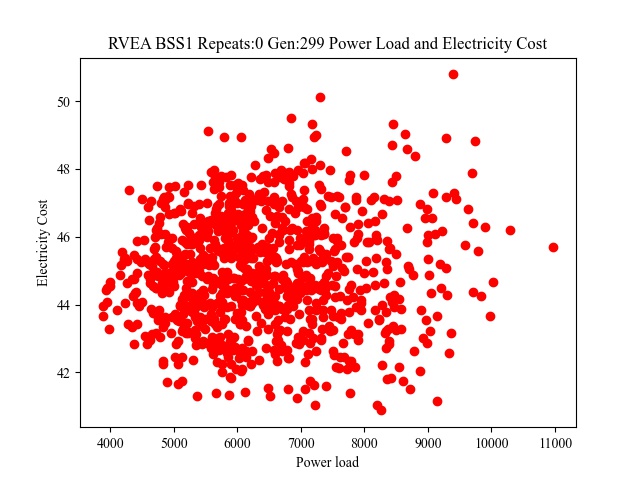 RVEA BSS1 Repeats:0 Gen:299 Power Load and Electricity Cost
50
48
46
44
42
Electricity Cost
4000 5000 6000 7000 8000 9000 10000 11000
Power load